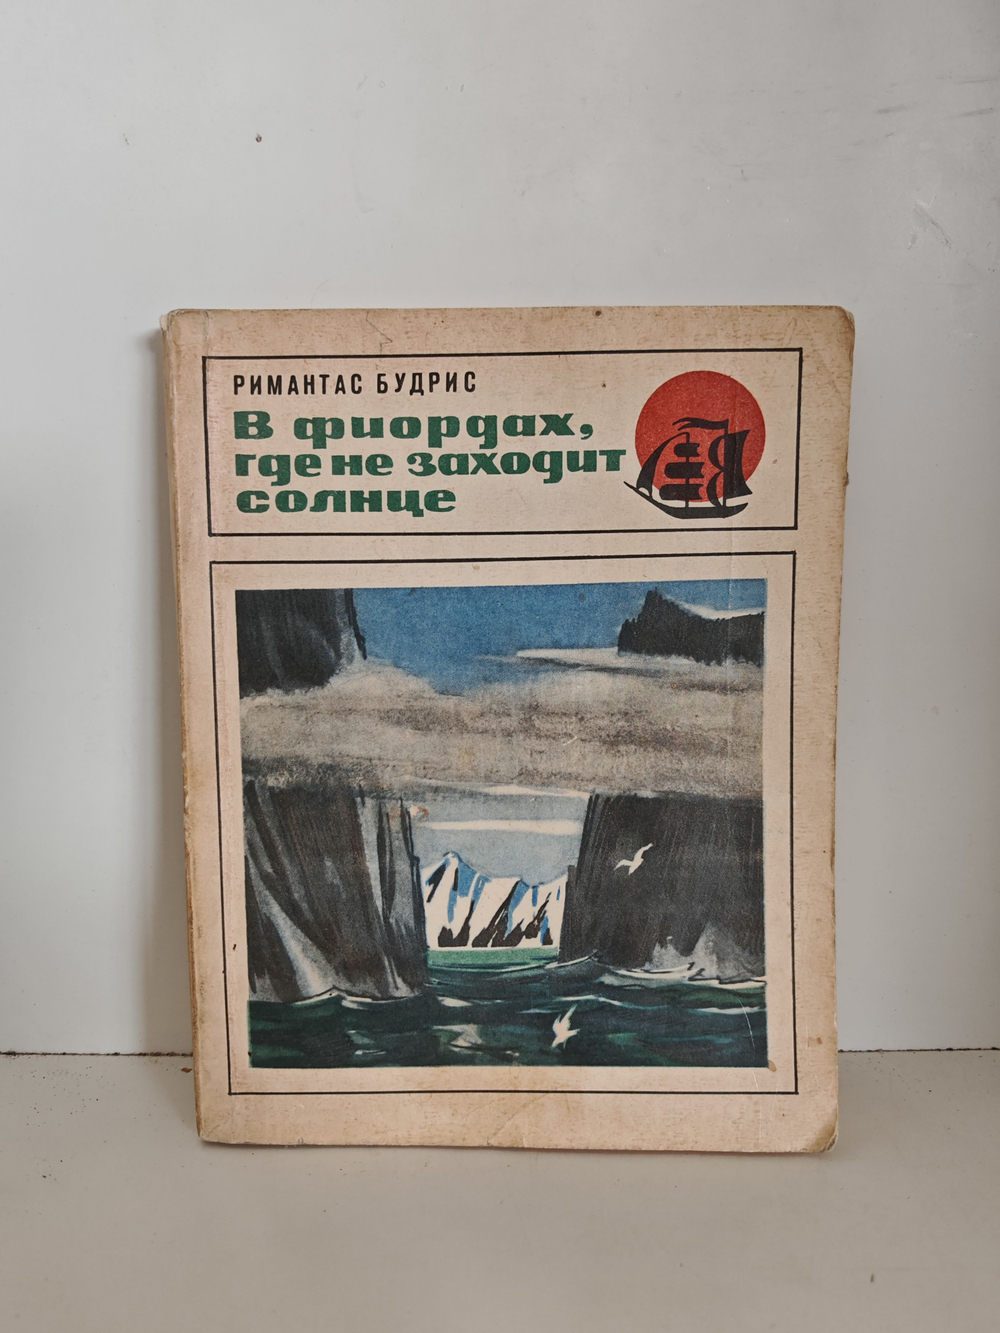 РИМАНТАС БУДРИС
В фиордах,
где не заходит
солнце